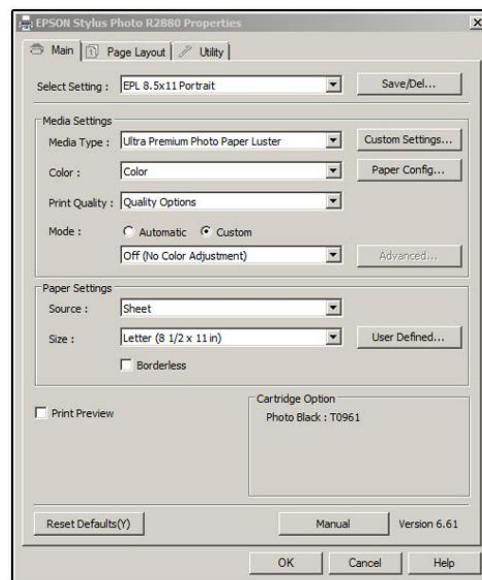 EPSON Stylus Photo R2880 Properties
Main Page Layout Utility
Select Setting : EPL 8.5x11 Portrait Save/Del...
Media Settings
Media Type : Ultra Premium Photo Paper Luster Custom Settings...
Color : Color Paper Config...
Print Quality : Quality Options
Mode : Automatic Custom
Off (No Color Adjustment) Advanced...
Paper Settings
Source : Sheet
Size : Letter (8 1/2 x 11 in) User Defined...
Borderless
Print Preview
Cartridge Option
Photo Black : T0961
Reset Defaults(Y) Manual Version 6.61
OK Cancel Help